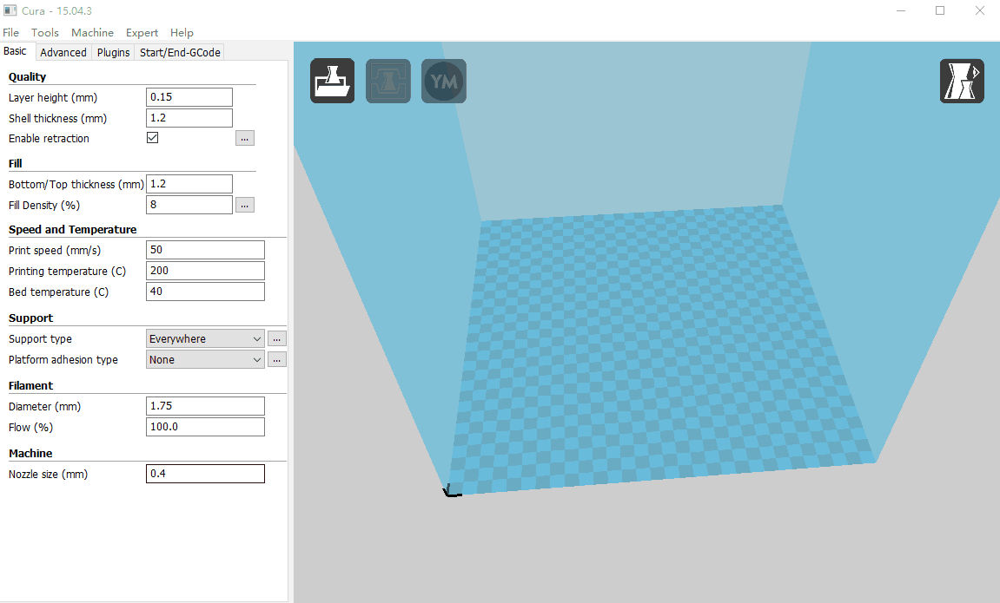 Cura - 15.04.3
File Tools Machine Expert Help
Basic Advanced Plugins Start/End-GCode
Quality
Layer height (mm) 0.15
Shell thickness (mm) 1.2
Enable retraction ...
Fill
Bottom/Top thickness (mm) 1.2
Fill Density (%) 8 ...
Speed and Temperature
Print speed (mm/s) 50
Printing temperature (C) 200
Bed temperature (C) 40
Support
Support type Everywhere ...
Platform adhesion type None ...
Filament
Diameter (mm) 1.75
Flow (%) 100.0
Machine
Nozzle size (mm) 0.4
YM